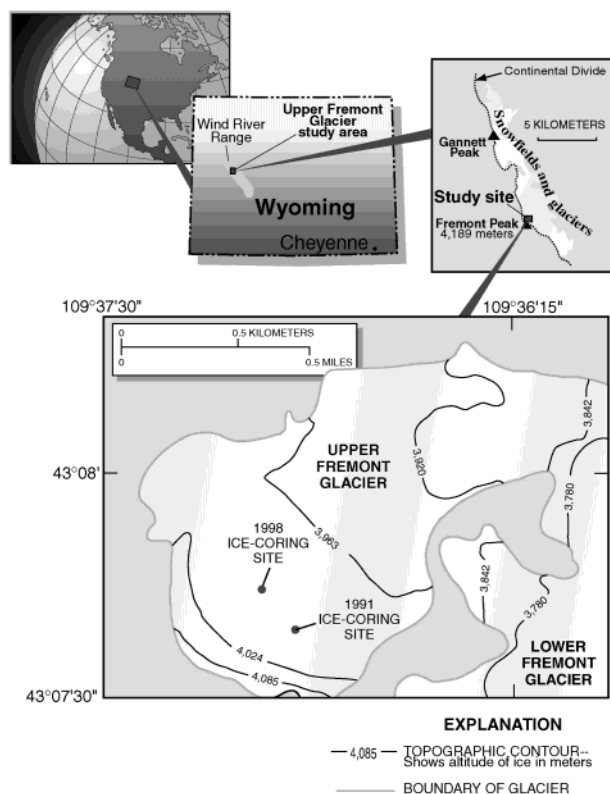 Continental Divide
5 KILOMETERS
Gannett
Peak
Snowfields and glaciers
Study site
Fremont Peak
4,189 meters
Upper Fremont
Glacier
study area
Wind River
Range
Wyoming
Cheyenne
109°37'30"
109°36'15"
0
0.5 KILOMETERS
0
0.5 MILES
43°08'
43°07'30"
UPPER
FREMONT
GLACIER
3,842
3,920
3,780
3,963
1998
ICE-CORING
SITE
1991
ICE-CORING
SITE
3,842
3,780
4,024
4,085
LOWER
FREMONT
GLACIER
EXPLANATION
4,085
TOPOGRAPHIC CONTOUR--
Shows altitude of ice in meters
BOUNDARY OF GLACIER